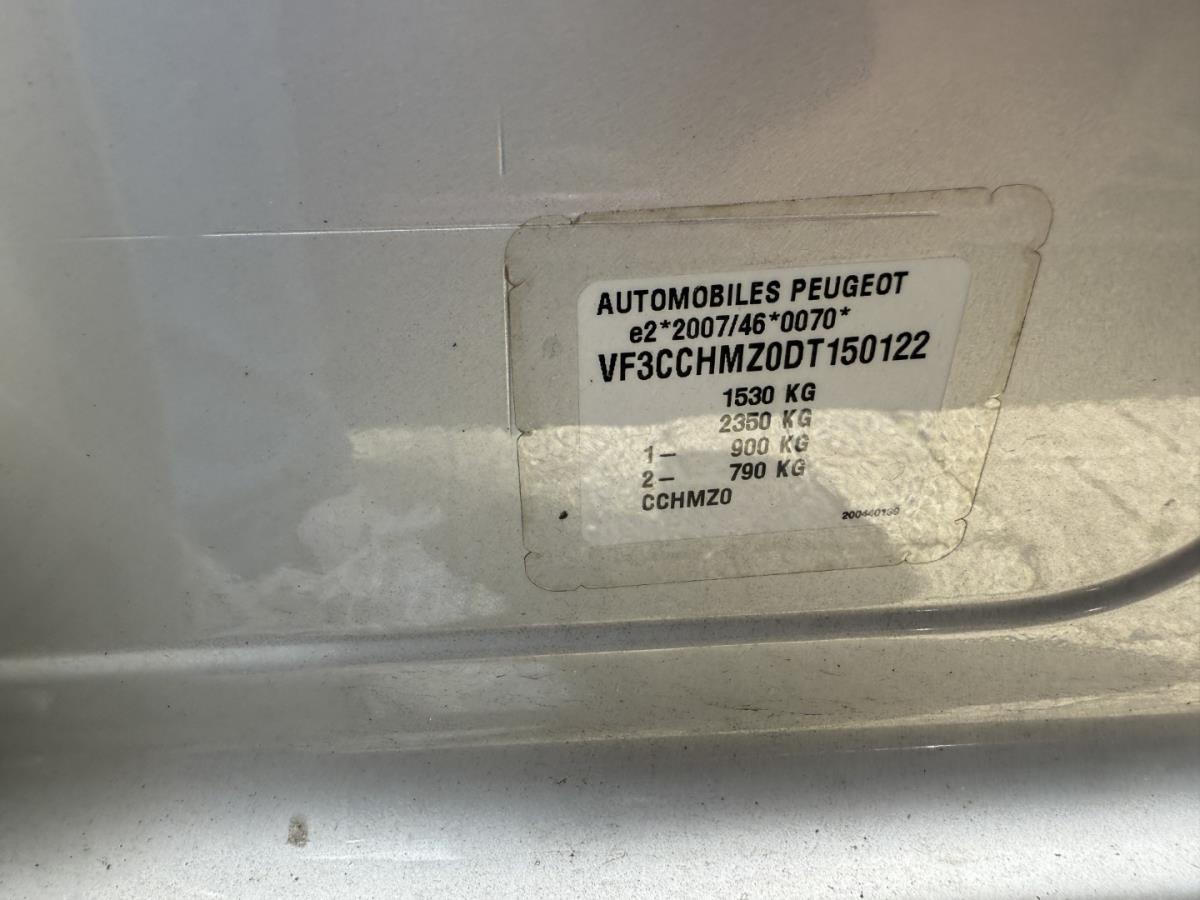 AUTOMOBILES PEUGEOT
e2*2007/46*0070*
VF3CCHMZ0DT150122
1530 KG
2350 KG
1– 900 KG
2– 790 KG
CCHMZ0